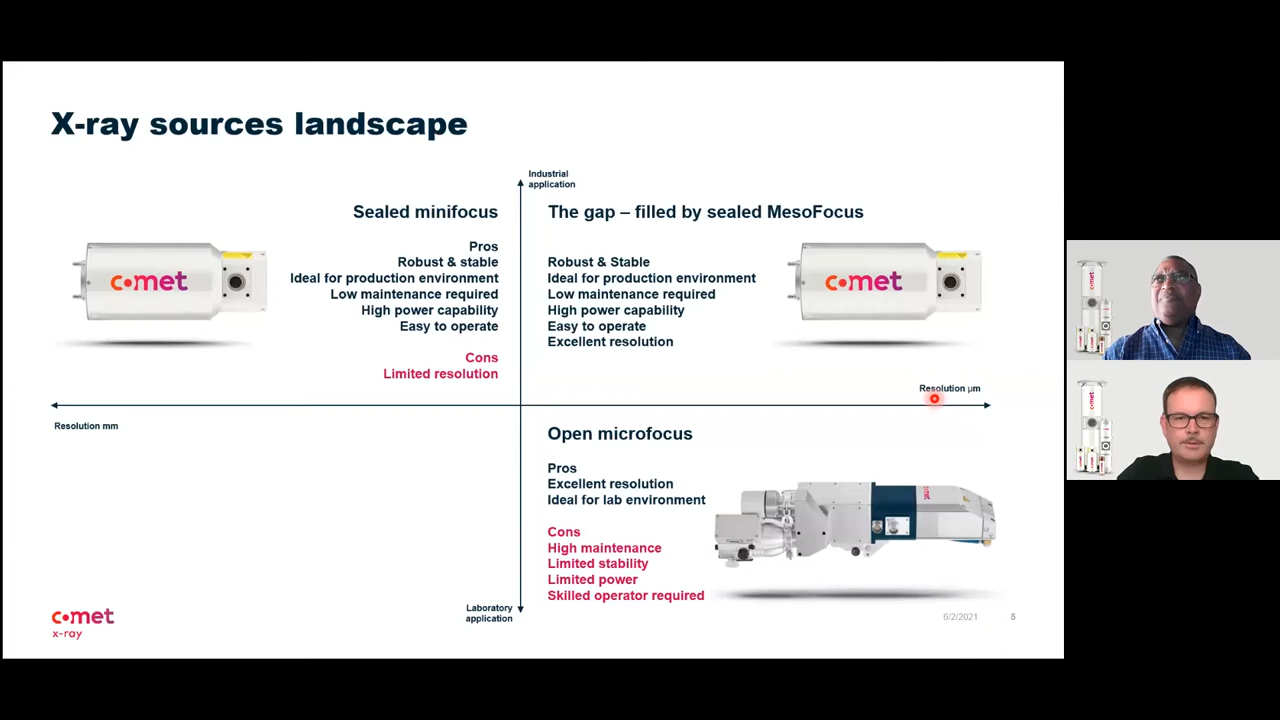 X-ray sources landscape
Industrial
application
Sealed minifocus
Pros
Robust & stable
Ideal for production environment
Low maintenance required
High power capability
Easy to operate
Cons
Limited resolution
comet
The gap – filled by sealed MesoFocus
Robust & Stable
Ideal for production environment
Low maintenance required
High power capability
Easy to operate
Excellent resolution
comet
Resolution µm
Resolution mm
Open microfocus
Pros
Excellent resolution
Ideal for lab environment
Cons
High maintenance
Limited stability
Limited power
Skilled operator required
Laboratory
application
comet
x-ray
6/2/2021
5